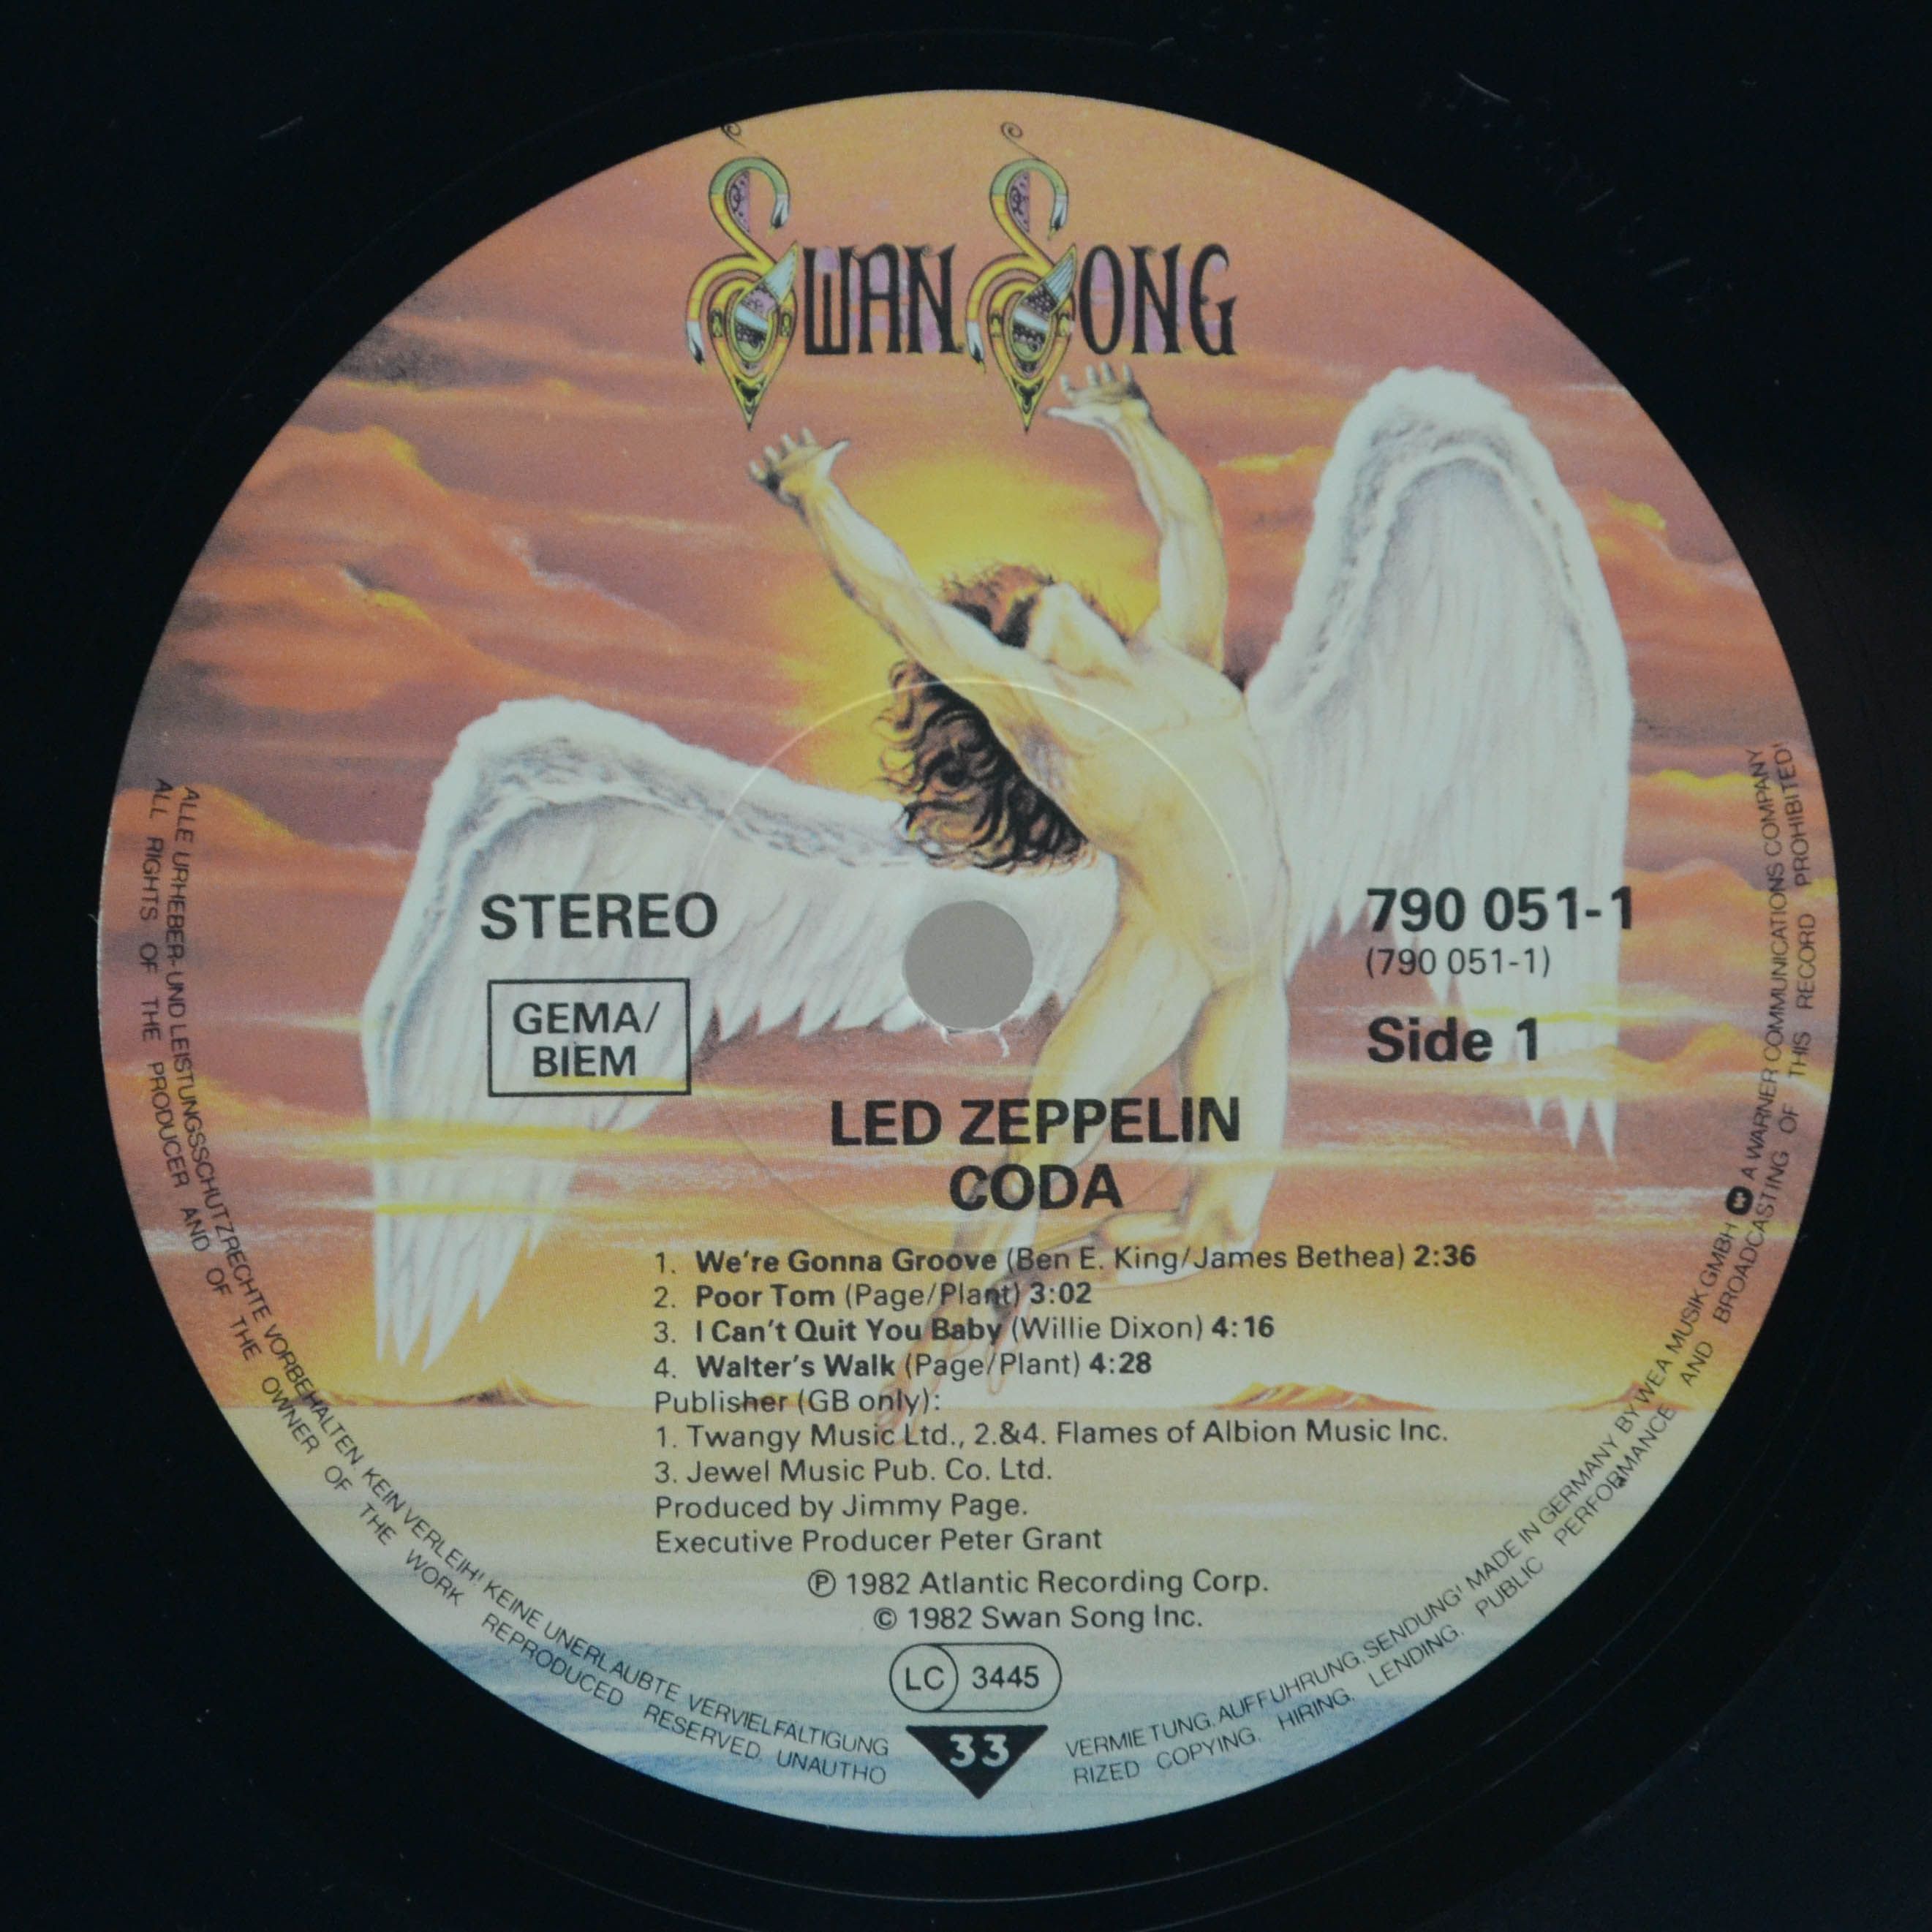 SWAN SONG
STEREO
GEMA/
BIEM
790 051-1
(790 051-1)
Side 1
LED ZEPPELIN
CODA
1. We're Gonna Groove (Ben E. King/James Bethea) 2:36
2. Poor Tom (Page/Plant) 3:02
3. I Can't Quit You Baby (Willie Dixon) 4:16
4. Walter's Walk (Page/Plant) 4:28
Publisher (GB only):
1. Twangy Music Ltd., 2.&4. Flames of Albion Music Inc.
3. Jewel Music Pub. Co. Ltd.
Produced by Jimmy Page.
Executive Producer Peter Grant
℗ 1982 Atlantic Recording Corp.
© 1982 Swan Song Inc.
LC 3445
33
ALLE URHEBER- UND LEISTUNGSSCHUTZRECHTE VORBEHALTEN. KEIN VERLEIH! KEINE UNERLAUBTE VERVIELFALTIGUNG VERMIETUNG. AUFFUHRUNG. SENDUNG! MADE IN GERMANY BY WEA MUSIK GMBH W A WARNER COMMUNICATIONS COMPANY
ALL RIGHTS OF THE PRODUCER AND OF THE OWNER OF THE WORK REPRODUCED RESERVED. UNAUTHO RIZED COPYING. HIRING. LENDING. PUBLIC PERFORMANCE AND BROADCASTING OF THIS RECORD PROHIBITED!